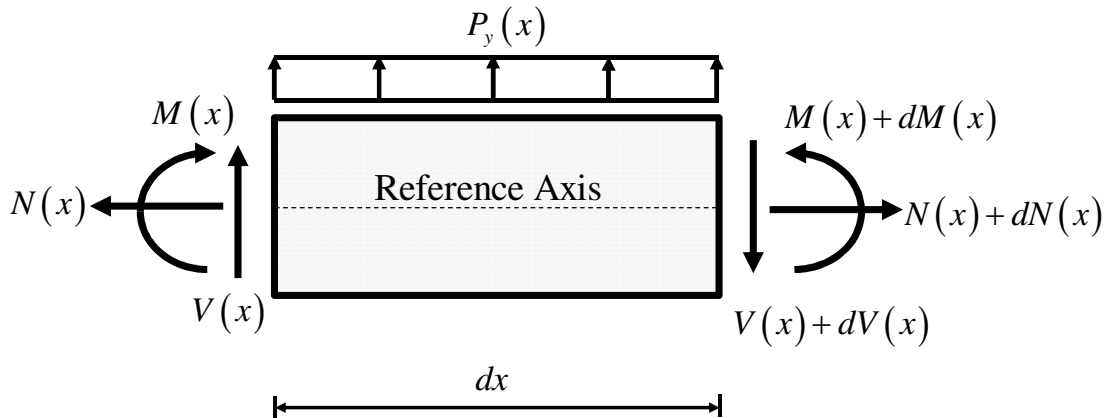 P_y(x)
M(x)
M(x) + dM(x)
N(x)
Reference Axis
N(x) + dN(x)
V(x)
V(x) + dV(x)
dx